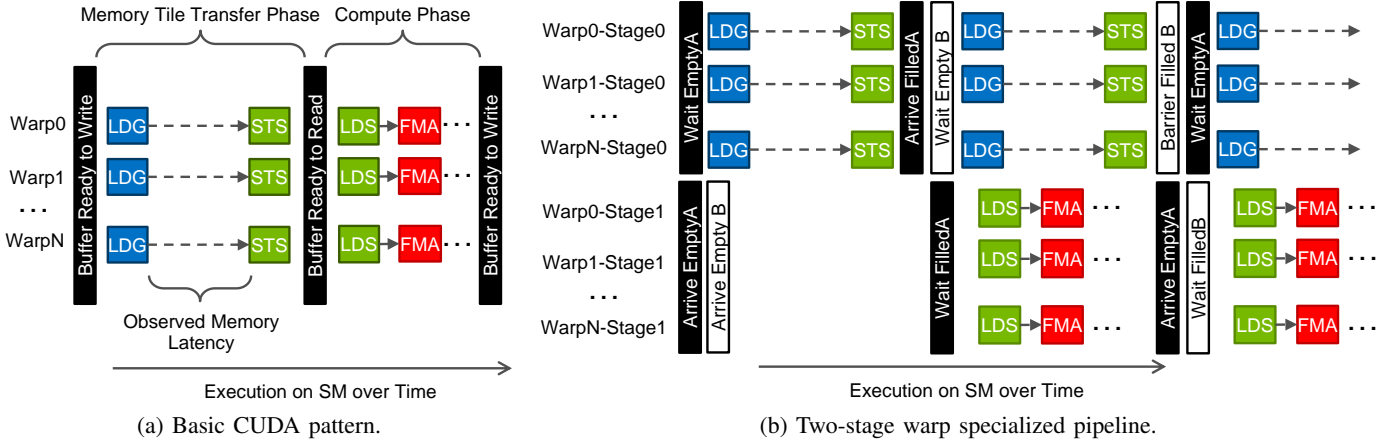 Memory Tile Transfer Phase
Compute Phase
Buffer Ready to Write
Buffer Ready to Read
Buffer Ready to Write
Warp0
LDG
STS
LDS
FMA
...
Warp1
LDG
STS
LDS
FMA
...
...
WarpN
LDG
STS
LDS
FMA
...
Observed Memory
Latency
Execution on SM over Time
(a) Basic CUDA pattern.
Wait EmptyA
Arrive FilledA
Wait Empty B
Barrier Filled B
Wait EmptyA
Warp0-Stage0
LDG
STS
LDG
STS
LDG
Warp1-Stage0
LDG
STS
LDG
STS
LDG
...
WarpN-Stage0
LDG
STS
LDG
STS
LDG
Arrive EmptyA
Arrive Empty B
Wait FilledA
Arrive EmptyA
Wait FilledB
Warp0-Stage1
LDS
FMA
...
LDS
FMA
...
Warp1-Stage1
LDS
FMA
...
LDS
FMA
...
...
WarpN-Stage1
LDS
FMA
...
LDS
FMA
...
Execution on SM over Time
(b) Two-stage warp specialized pipeline.